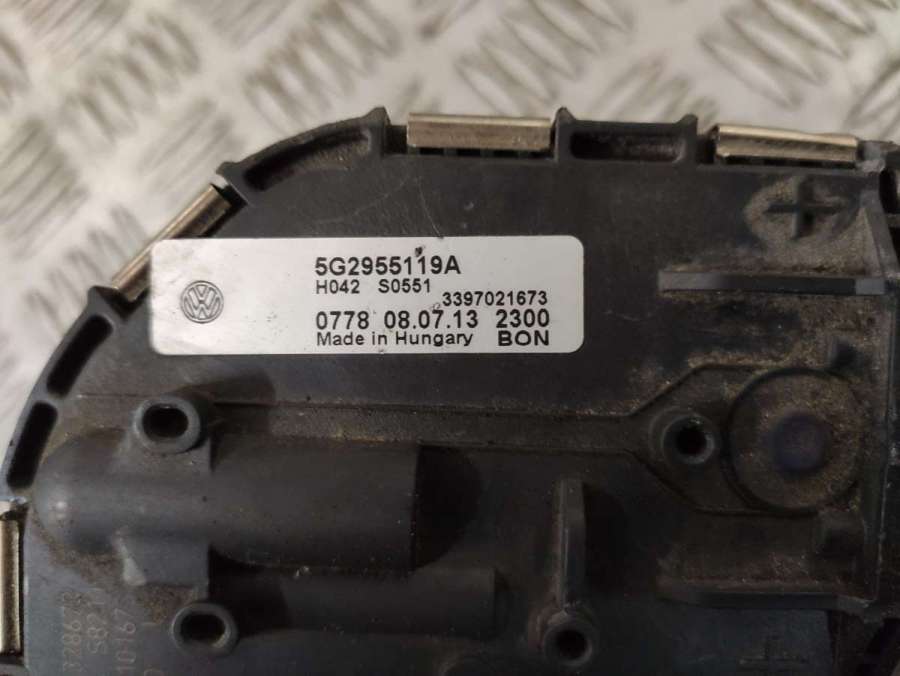 5G2955119A
H042 S0551
3397021673
0778 08.07.13 2300
Made in Hungary BON